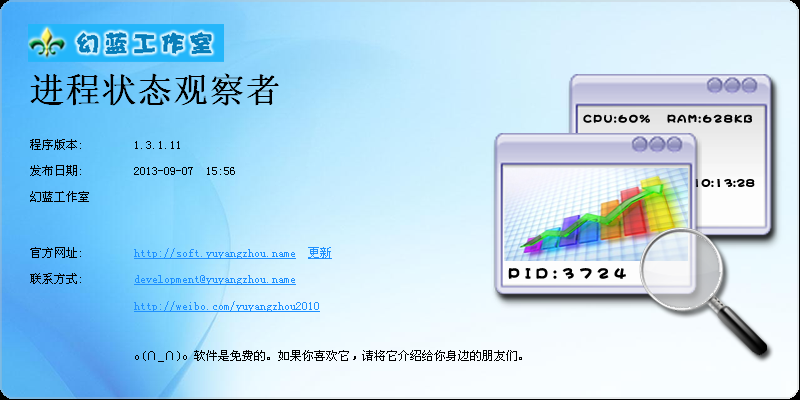 幻蓝工作室
进程状态观察者
程序版本: 1.3.1.11
发布日期: 2013-09-07 15:56
幻蓝工作室
官方网址: http://soft.yuyangzhou.name 更新
联系方式: development@yuyangzhou.name
http://weibo.com/yuyangzhou2010
o(∩_∩)o 软件是免费的。如果你喜欢它，请将它介绍给你身边的朋友们。
CPU:60% RAM:628KB
10:13:28
PID:3724